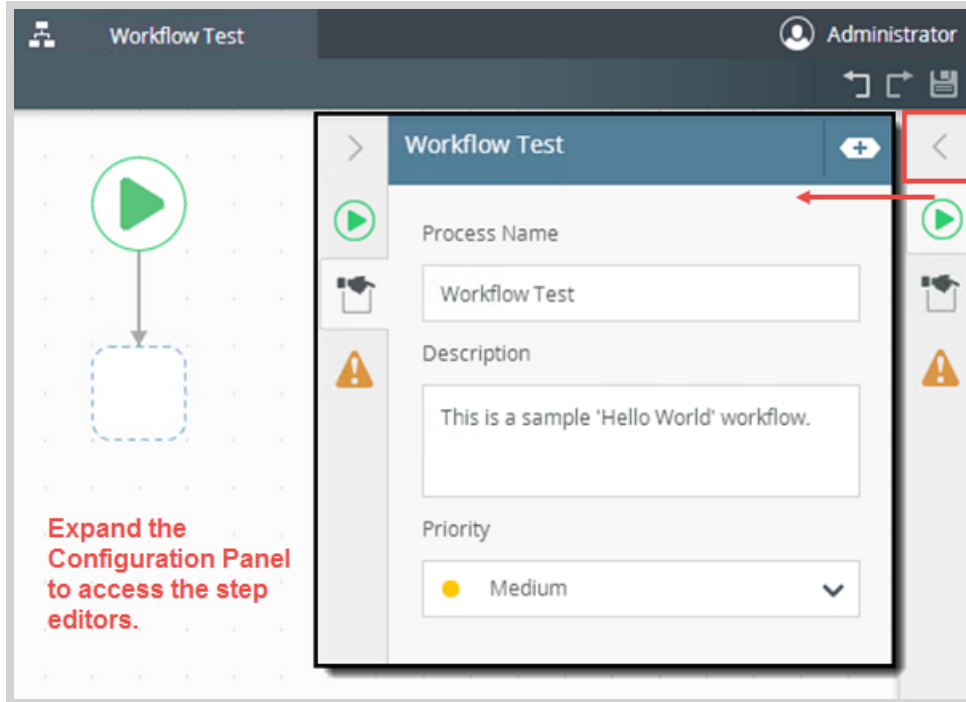 Workflow Test
Administrator
Workflow Test
Process Name
Workflow Test
Description
This is a sample 'Hello World' workflow.
Priority
Medium
Expand the
Configuration Panel
to access the step
editors.